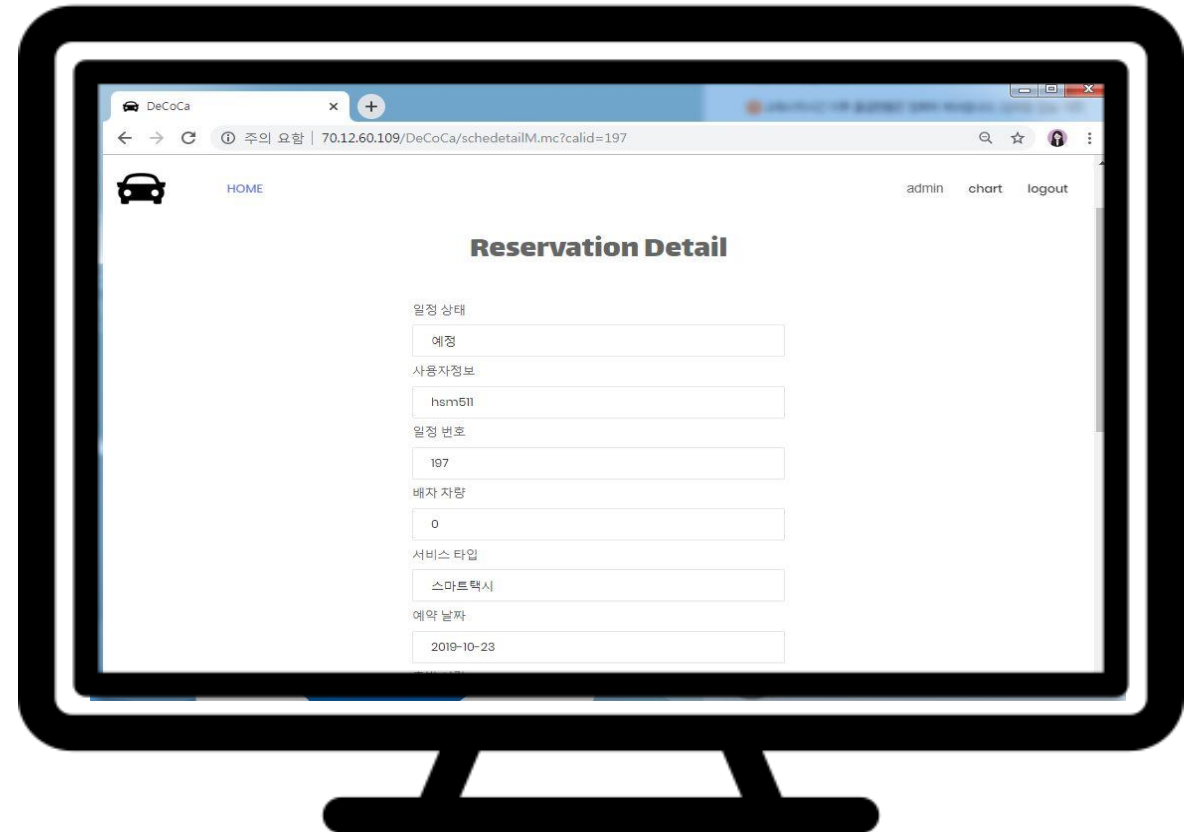 DeCoCa
주의 요함 | 70.12.60.109/DeCoCa/schedetailM.mc?calid=197
HOME
admin chart logout
Reservation Detail
일정 상태
예정
사용자정보
hsm511
일정 번호
197
배차 차량
0
서비스 타입
스마트택시
예약 날짜
2019-10-23